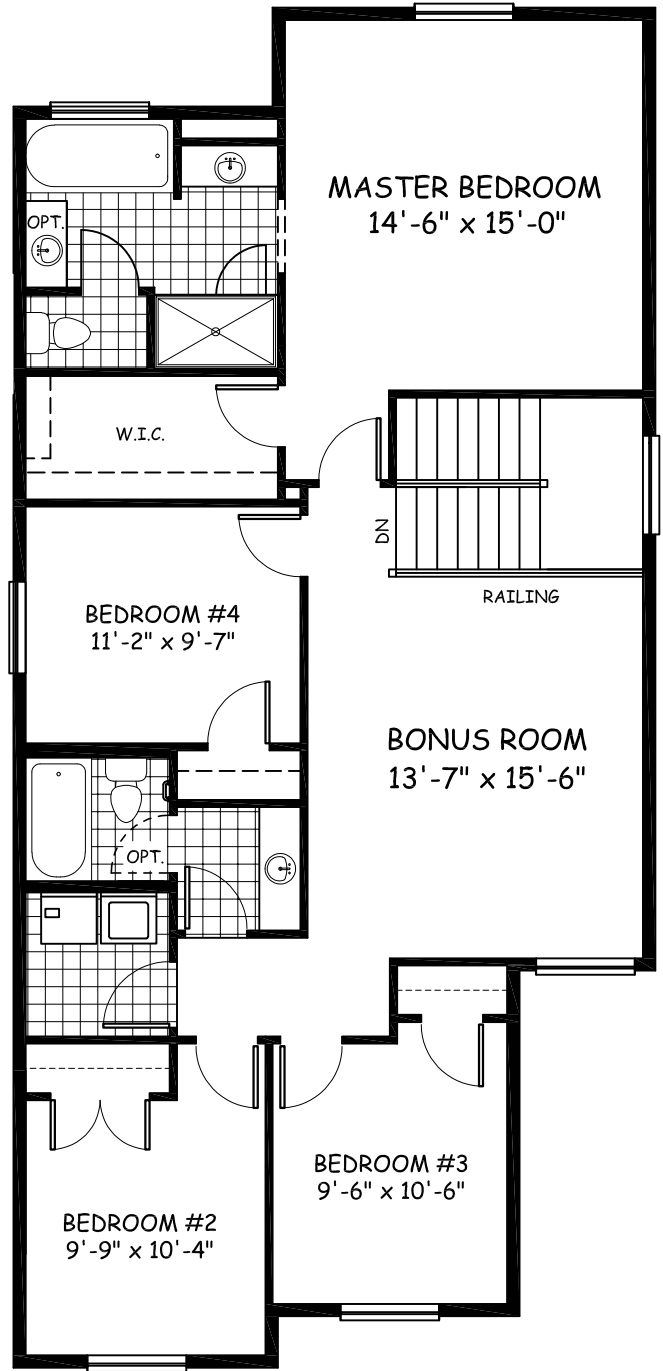 MASTER BEDROOM
14'-6" x 15'-0"
OPT.
W.I.C.
DN
RAILING
BEDROOM #4
11'-2" x 9'-7"
BONUS ROOM
13'-7" x 15'-6"
OPT.
BEDROOM #3
9'-6" x 10'-6"
BEDROOM #2
9'-9" x 10'-4"